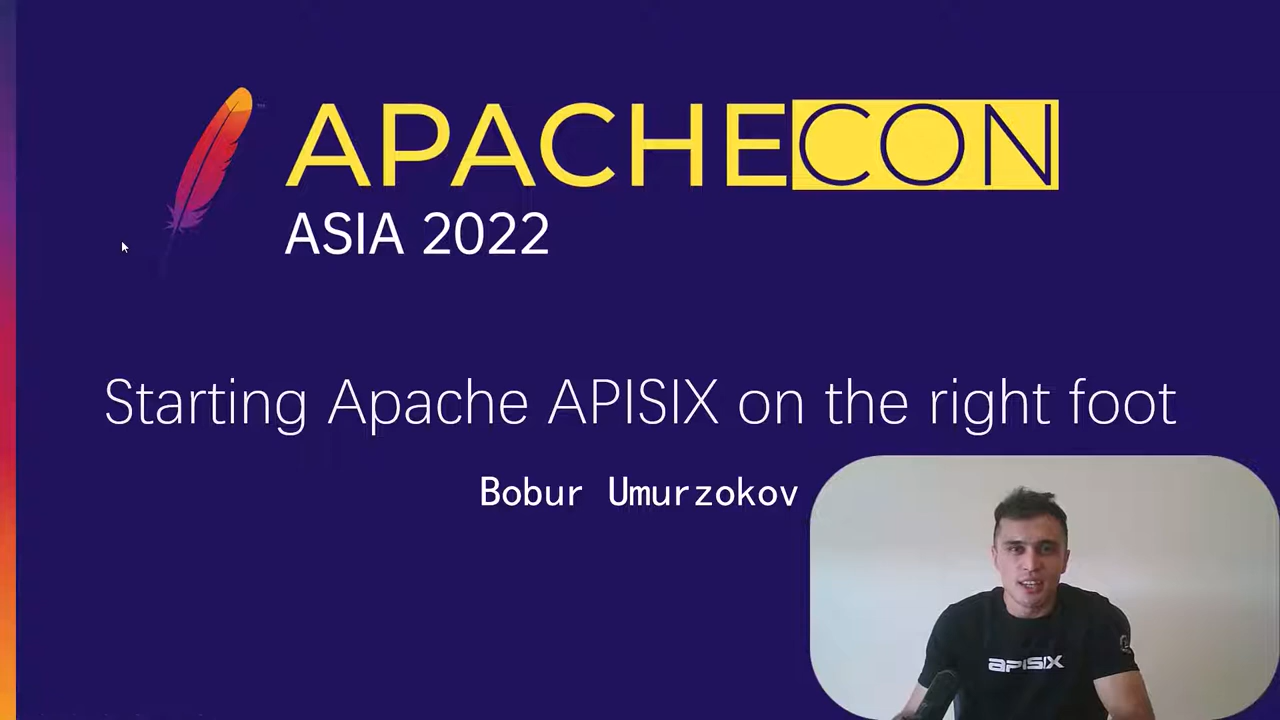 APACHECON
ASIA 2022
Starting Apache APISIX on the right foot
Bobur Umurzokov
APISIX